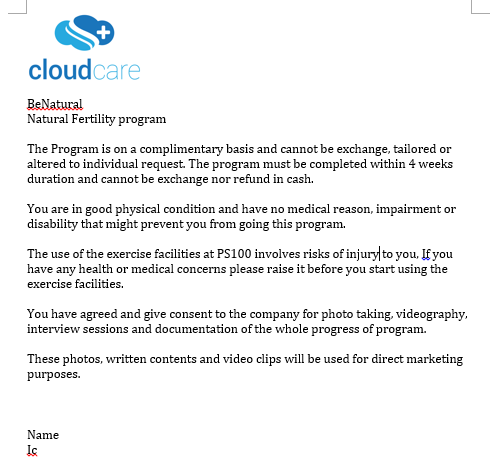 cloudcare
BeNatural
Natural Fertility program
The Program is on a complimentary basis and cannot be exchange, tailored or
altered to individual request. The program must be completed within 4 weeks
duration and cannot be exchange nor refund in cash.
You are in good physical condition and have no medical reason, impairment or
disability that might prevent you from going this program.
The use of the exercise facilities at PS100 involves risks of injury to you, If you
have any health or medical concerns please raise it before you start using the
exercise facilities.
You have agreed and give consent to the company for photo taking, videography,
interview sessions and documentation of the whole progress of program.
These photos, written contents and video clips will be used for direct marketing
purposes.
Name
Ic